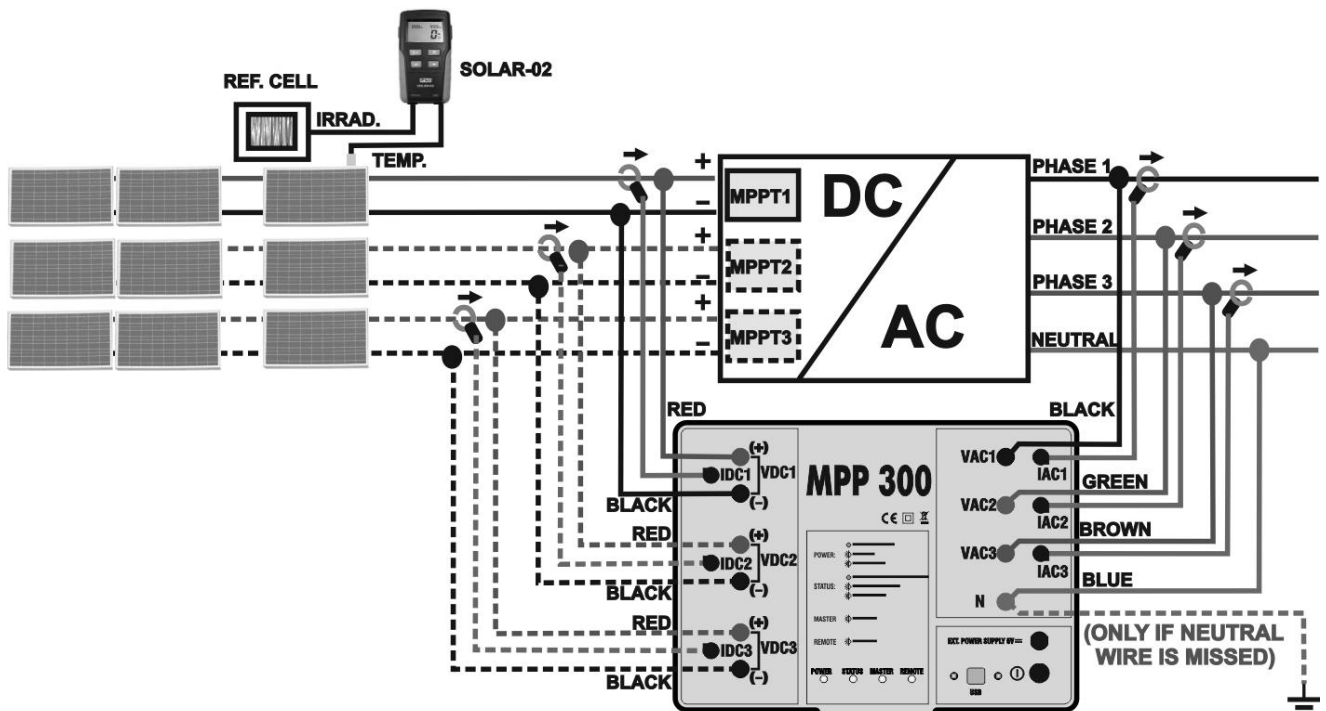 SOLAR-02
REF. CELL
IRRAD.
TEMP.
+
−
+
−
+
−
MPPT1
MPPT2
MPPT3
DC
AC
PHASE 1
PHASE 2
PHASE 3
NEUTRAL
RED
BLACK
RED
BLACK
RED
BLACK
(+)
IDC1
VDC1
(-)
(+)
IDC2
VDC2
(-)
(+)
IDC3
VDC3
(-)
MPP 300
CE
POWER:
STATUS:
MASTER
REMOTE
POWER STATUS MASTER REMOTE
BLACK
VAC1
IAC1
GREEN
VAC2
IAC2
BROWN
VAC3
IAC3
BLUE
N
(ONLY IF NEUTRAL
WIRE IS MISSED)
EXT. POWER SUPPLY 5V
USB